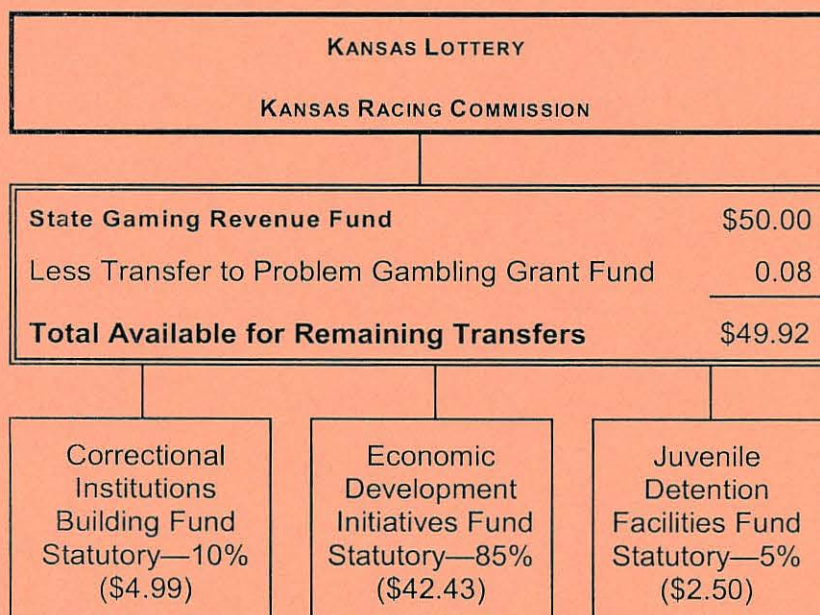 KANSAS LOTTERY
KANSAS RACING COMMISSION
State Gaming Revenue Fund $50.00
Less Transfer to Problem Gambling Grant Fund 0.08
Total Available for Remaining Transfers $49.92
Correctional
Institutions
Building Fund
Statutory—10%
($4.99)
Economic
Development
Initiatives Fund
Statutory—85%
($42.43)
Juvenile
Detention
Facilities Fund
Statutory—5%
($2.50)